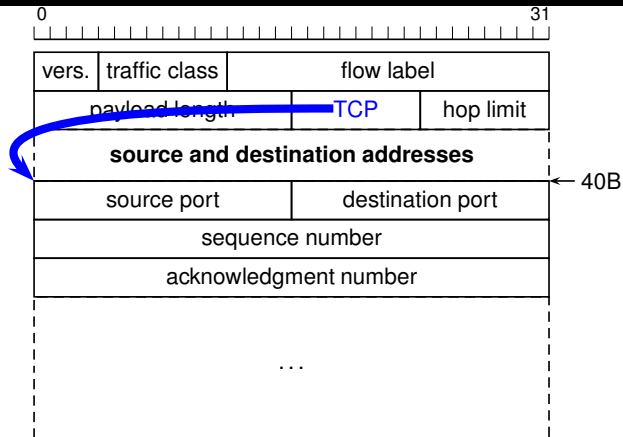 0 31
vers. traffic class flow label
payload length TCP hop limit
source and destination addresses
40B
source port destination port
sequence number
acknowledgment number
...